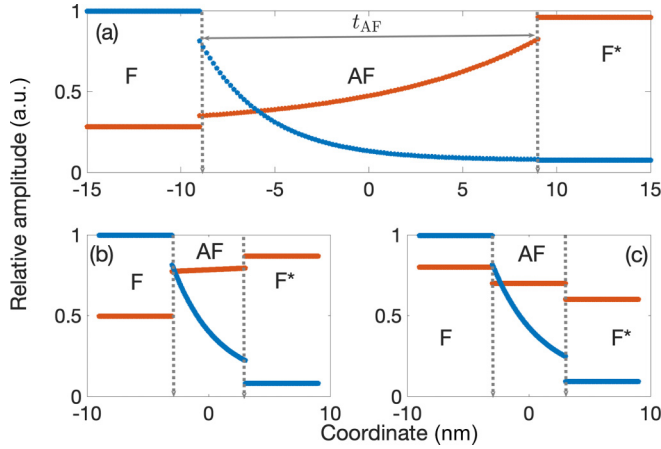 (a)
t_AF
F
AF
F*
1
0.5
0
-15 -10 -5 0 5 10 15
Relative amplitude (a.u.)
(b)
AF
F
F*
1
0.5
0
-10 0 10
(c)
AF
F
F*
1
0.5
0
-10 0 10
Coordinate (nm)